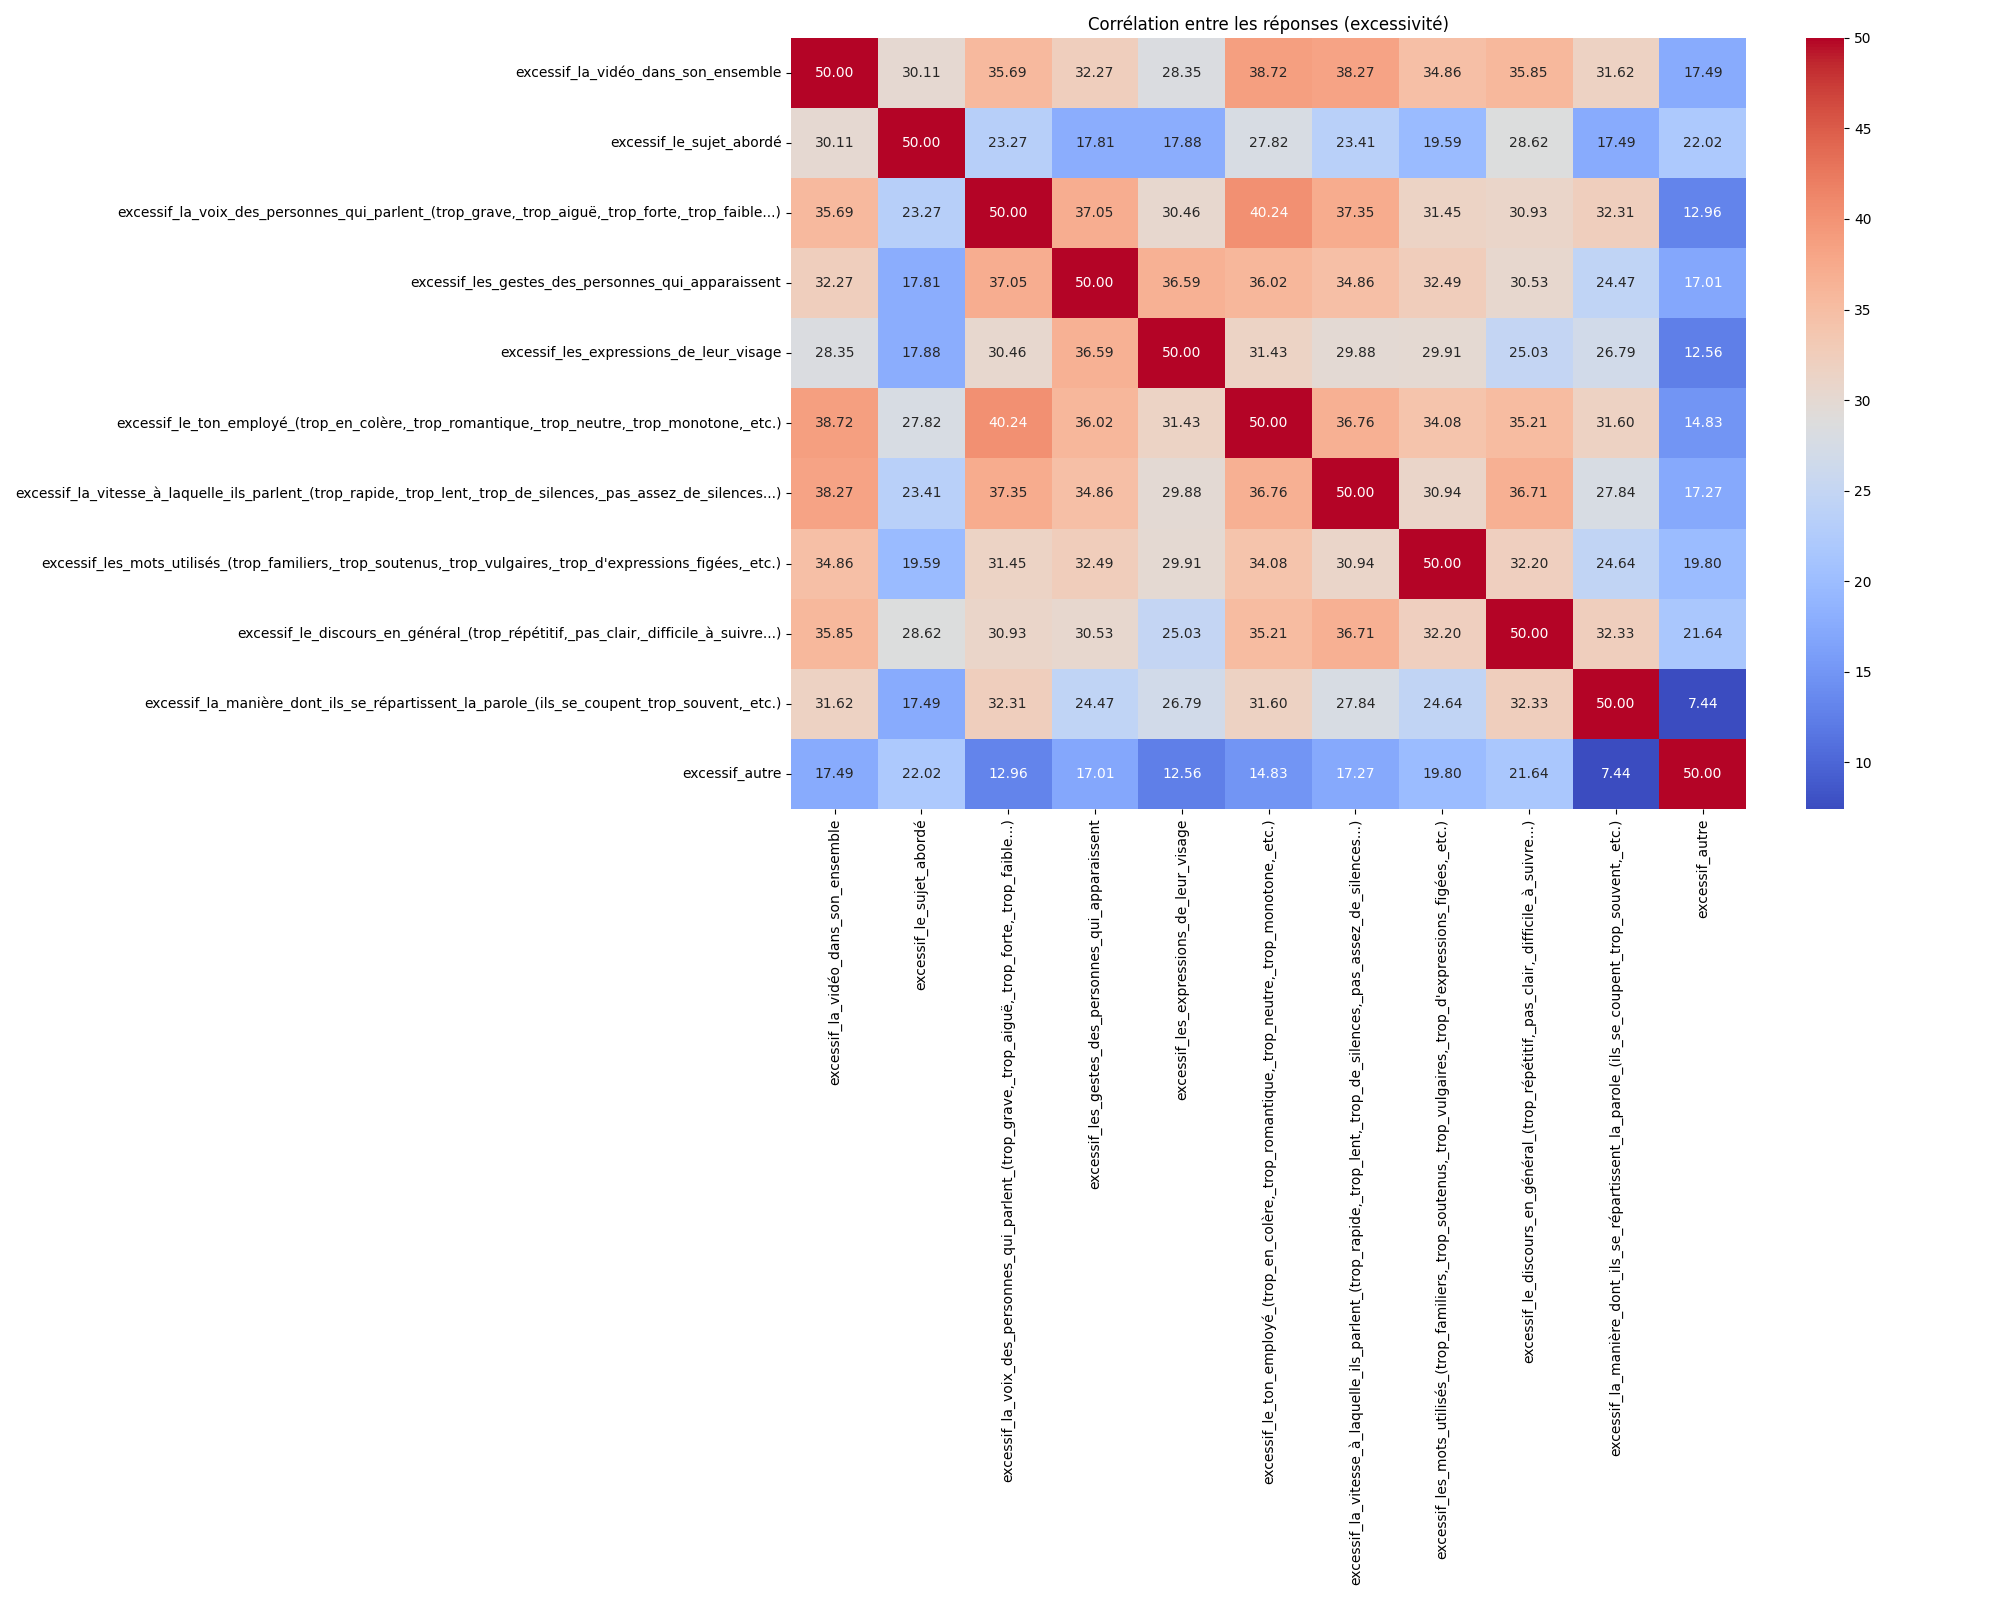 Corrélation entre les réponses (excessivité)
excessif_la_vidéo_dans_son_ensemble
50.00 30.11 35.69 32.27 28.35 38.72 38.27 34.86 35.85 31.62 17.49
excessif_le_sujet_abordé
30.11 50.00 23.27 17.81 17.88 27.82 23.41 19.59 28.62 17.49 22.02
excessif_la_voix_des_personnes_qui_parlent_(trop_grave,_trop_aiguë,_trop_forte,_trop_faible...)
35.69 23.27 50.00 37.05 30.46 40.24 37.35 31.45 30.93 32.31 12.96
excessif_les_gestes_des_personnes_qui_apparaissent
32.27 17.81 37.05 50.00 36.59 36.02 34.86 32.49 30.53 24.47 17.01
excessif_les_expressions_de_leur_visage
28.35 17.88 30.46 36.59 50.00 31.43 29.88 29.91 25.03 26.79 12.56
excessif_le_ton_employé_(trop_en_colère,_trop_romantique,_trop_neutre,_trop_monotone,_etc.)
38.72 27.82 40.24 36.02 31.43 50.00 36.76 34.08 35.21 31.60 14.83
excessif_la_vitesse_à_laquelle_ils_parlent_(trop_rapide,_trop_lent,_trop_de_silences,_pas_assez_de_silences...)
38.27 23.41 37.35 34.86 29.88 36.76 50.00 30.94 36.71 27.84 17.27
excessif_les_mots_utilisés_(trop_familiers,_trop_soutenus,_trop_vulgaires,_trop_d'expressions_figées,_etc.)
34.86 19.59 31.45 32.49 29.91 34.08 30.94 50.00 32.20 24.64 19.80
excessif_le_discours_en_général_(trop_répétitif,_pas_clair,_difficile_à_suivre...)
35.85 28.62 30.93 30.53 25.03 35.21 36.71 32.20 50.00 32.33 21.64
excessif_la_manière_dont_ils_se_répartissent_la_parole_(ils_se_coupent_trop_souvent,_etc.)
31.62 17.49 32.31 24.47 26.79 31.60 27.84 24.64 32.33 50.00 7.44
excessif_autre
17.49 22.02 12.96 17.01 12.56 14.83 17.27 19.80 21.64 7.44 50.00
excessif_la_vidéo_dans_son_ensemble
excessif_le_sujet_abordé
excessif_la_voix_des_personnes_qui_parlent_(trop_grave,_trop_aiguë,_trop_forte,_trop_faible...)
excessif_les_gestes_des_personnes_qui_apparaissent
excessif_les_expressions_de_leur_visage
excessif_le_ton_employé_(trop_en_colère,_trop_romantique,_trop_neutre,_trop_monotone,_etc.)
excessif_la_vitesse_à_laquelle_ils_parlent_(trop_rapide,_trop_lent,_trop_de_silences,_pas_assez_de_silences...)
excessif_les_mots_utilisés_(trop_familiers,_trop_soutenus,_trop_vulgaires,_trop_d'expressions_figées,_etc.)
excessif_le_discours_en_général_(trop_répétitif,_pas_clair,_difficile_à_suivre...)
excessif_la_manière_dont_ils_se_répartissent_la_parole_(ils_se_coupent_trop_souvent,_etc.)
excessif_autre
50
45
40
35
30
25
20
15
10